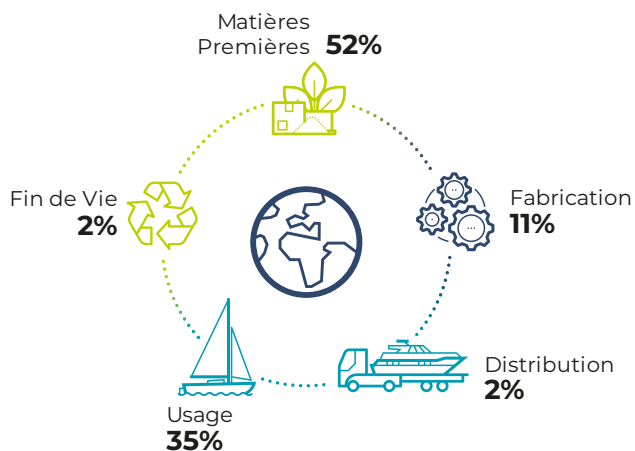 Matières
Premières 52%
Fabrication
11%
Distribution
2%
Usage
35%
Fin de Vie
2%